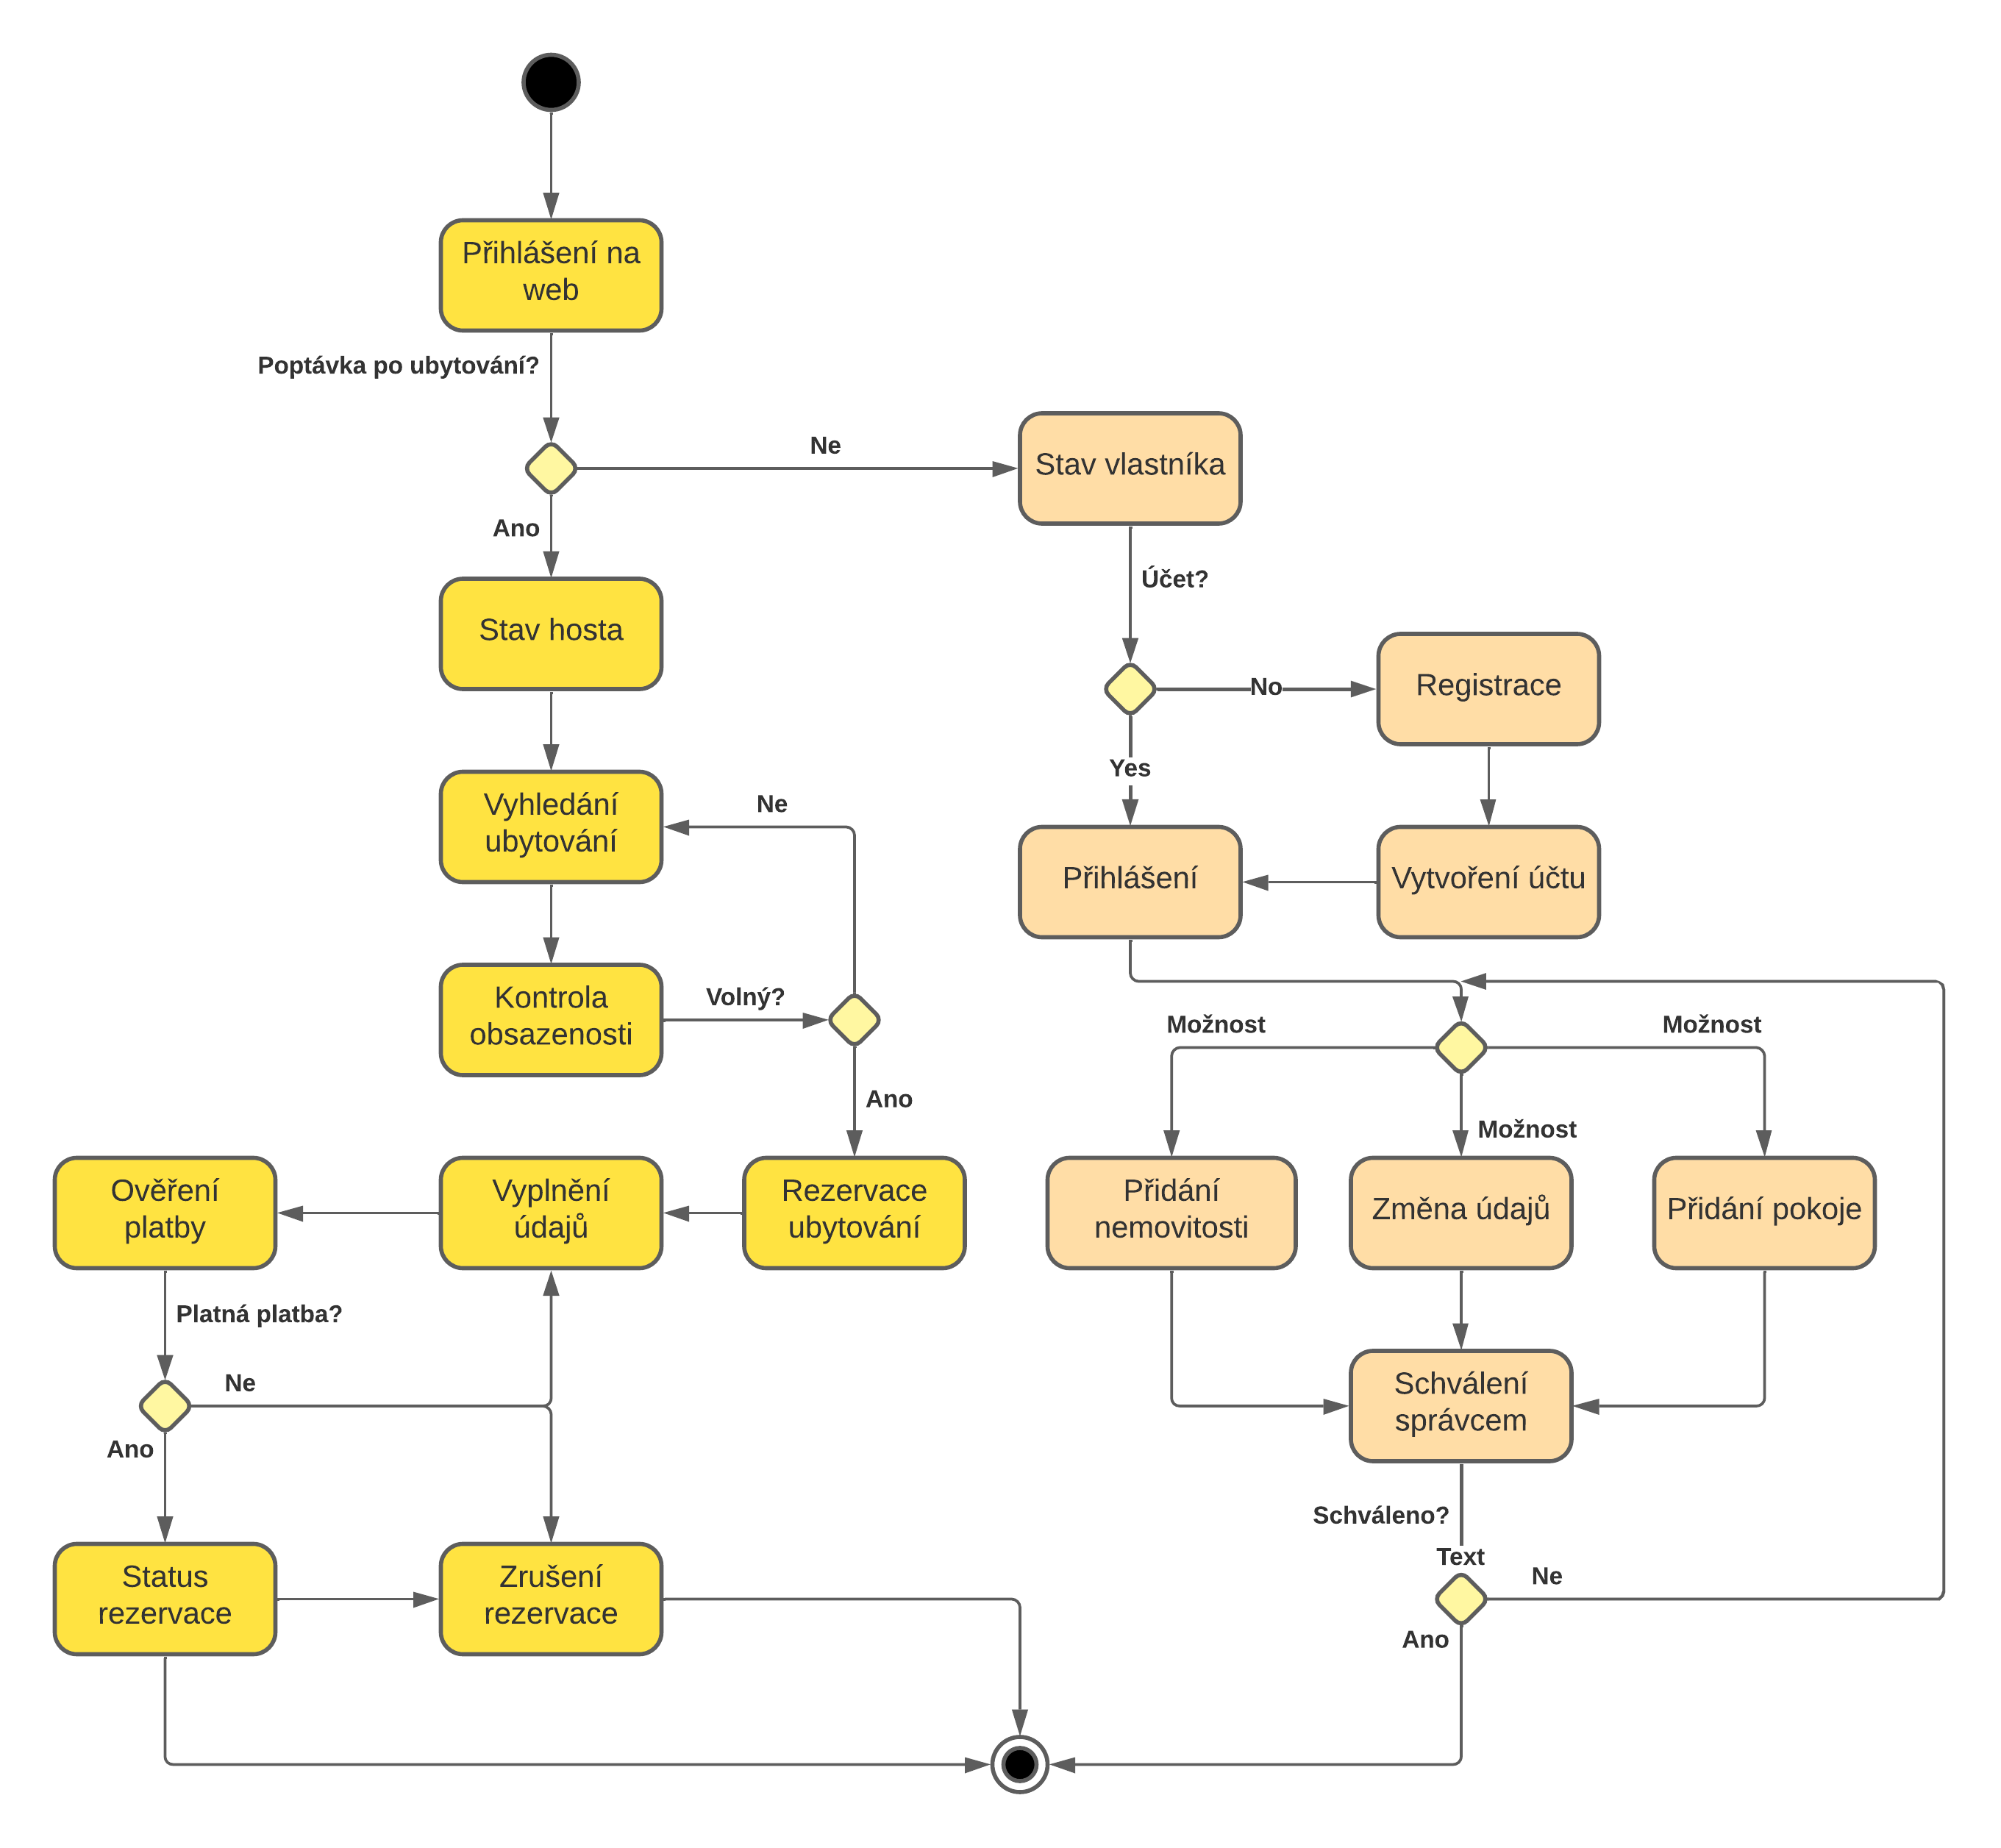 Přihlášení na
web
Poptávka po ubytování?
Ne
Stav vlastníka
Ano
Účet?
Stav hosta
No
Registrace
Yes
Vyhledání
ubytování
Ne
Přihlášení
Vytvoření účtu
Kontrola
obsazenosti
Volný?
Možnost
Možnost
Ano
Možnost
Ověření
platby
Vyplnění
údajů
Rezervace
ubytování
Přidání
nemovitosti
Změna údajů
Přidání pokoje
Platná platba?
Ne
Schválení
správcem
Ano
Schváleno?
Text
Ne
Status
rezervace
Zrušení
rezervace
Ano